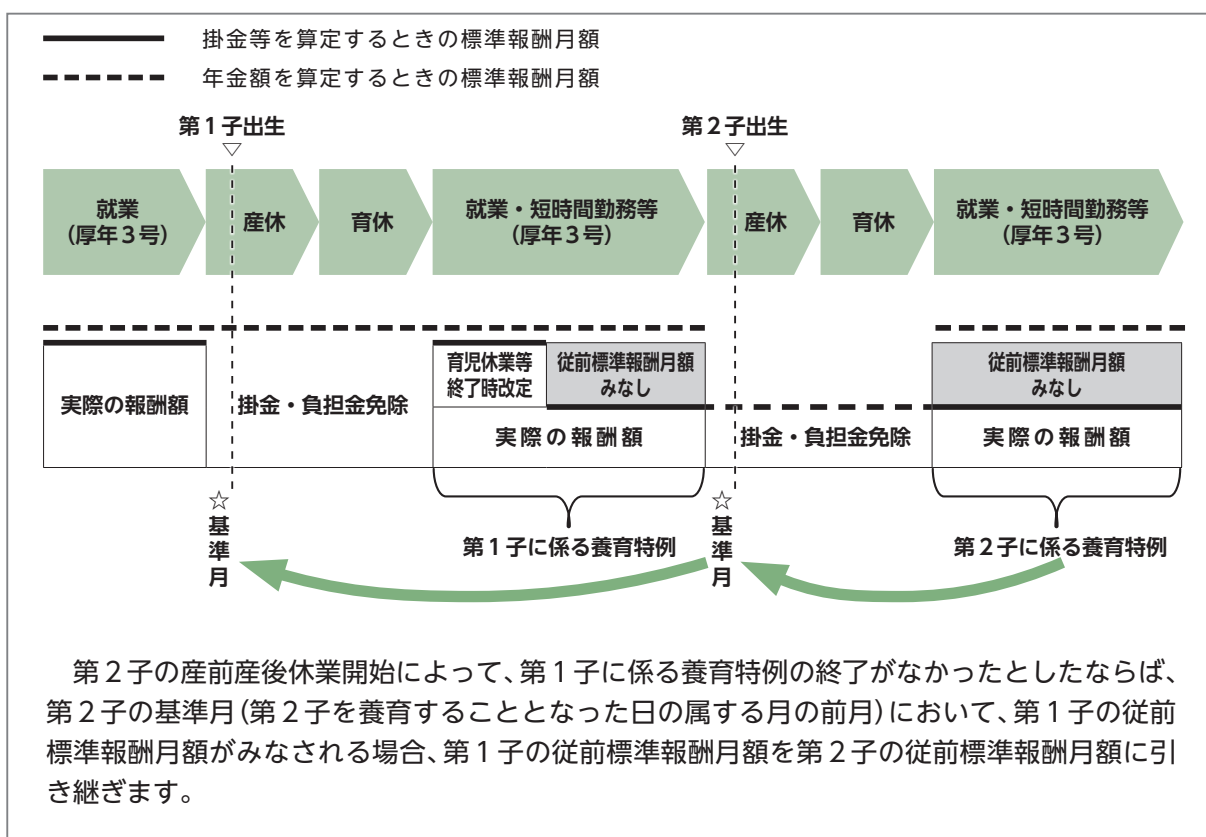 掛金等を算定するときの標準報酬月額
年金額を算定するときの標準報酬月額
第1子出生
▽
第2子出生
▽
就業
(厚年3号)
産休
育休
就業・短時間勤務等
(厚年3号)
産休
育休
就業・短時間勤務等
(厚年3号)
実際の報酬額
掛金・負担金免除
育児休業等
終了時改定
従前標準報酬月額
みなし
実際の報酬額
掛金・負担金免除
従前標準報酬月額
みなし
実際の報酬額
☆基準月
第1子に係る養育特例
☆基準月
第2子に係る養育特例
第2子の産前産後休業開始によって、第1子に係る養育特例の終了がなかったとしたならば、
第2子の基準月(第2子を養育することとなった日の属する月の前月)において、第1子の従前
標準報酬月額がみなされる場合、第1子の従前標準報酬月額を第2子の従前標準報酬月額に引
き継ぎます。